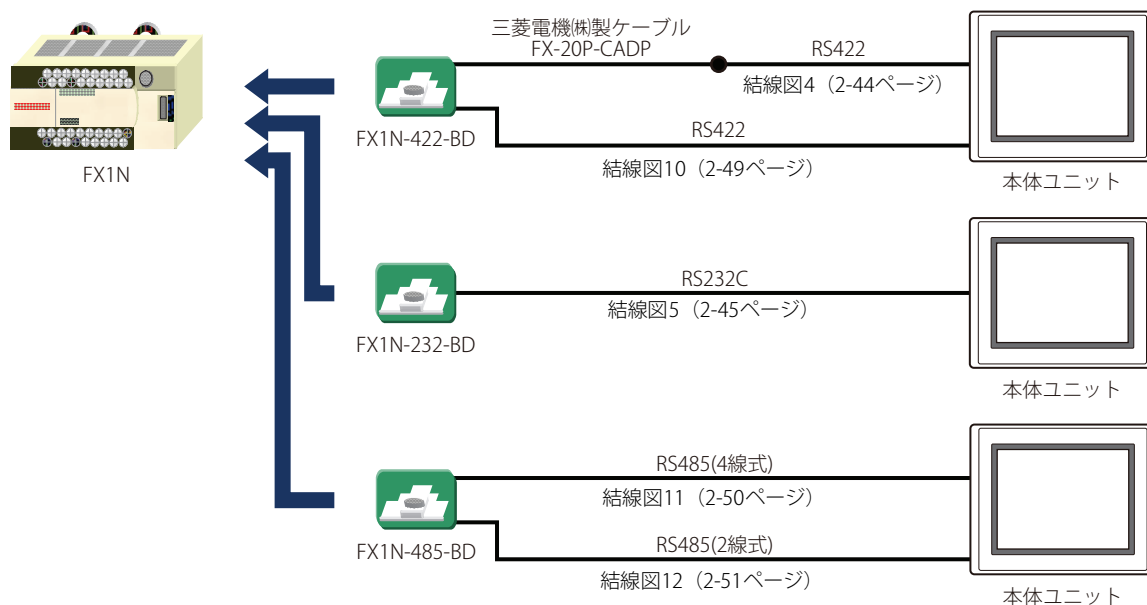 三菱電機㈱製ケーブル
FX-20P-CADP
RS422
結線図4（2-44ページ）
FX1N-422-BD
RS422
結線図10（2-49ページ）
本体ユニット
FX1N
RS232C
結線図5（2-45ページ）
FX1N-232-BD
本体ユニット
RS485(4線式)
結線図11（2-50ページ）
FX1N-485-BD
RS485(2線式)
結線図12（2-51ページ）
本体ユニット